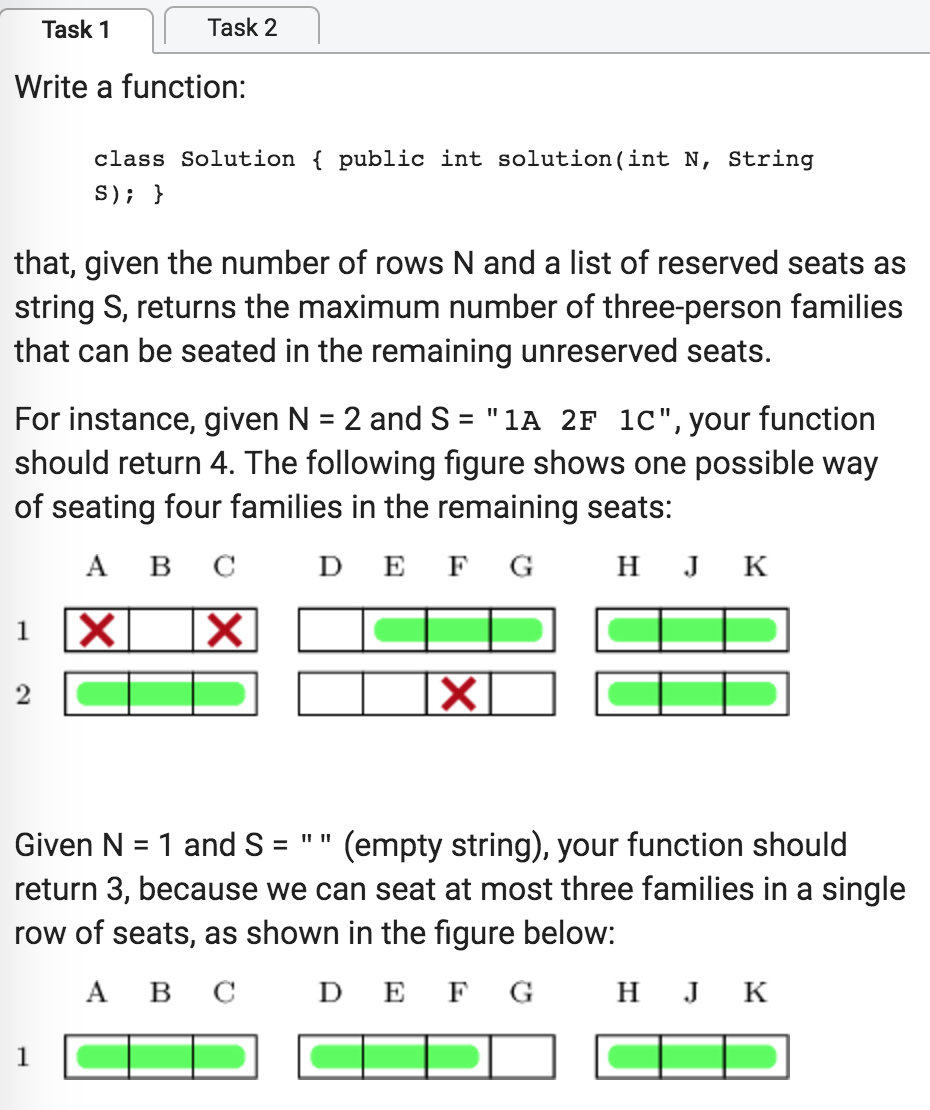 Task 1 Task 2
Write a function:
class Solution { public int solution(int N, String
S); }
that, given the number of rows N and a list of reserved seats as
string S, returns the maximum number of three-person families
that can be seated in the remaining unreserved seats.
For instance, given N = 2 and S = "1A 2F 1C", your function
should return 4. The following figure shows one possible way
of seating four families in the remaining seats:
A B C D E F G H J K
1
2
Given N = 1 and S = "" (empty string), your function should
return 3, because we can seat at most three families in a single
row of seats, as shown in the figure below:
A B C D E F G H J K
1